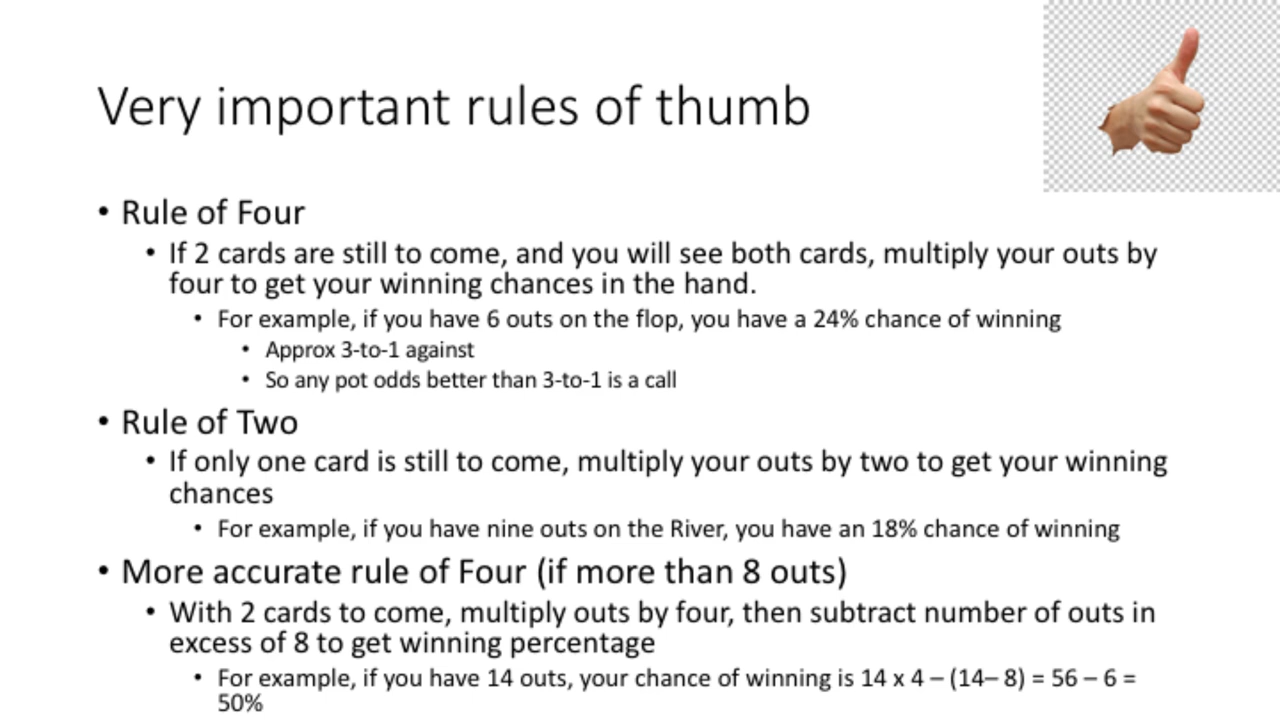 Very important rules of thumb
• Rule of Four
• If 2 cards are still to come, and you will see both cards, multiply your outs by
four to get your winning chances in the hand.
• For example, if you have 6 outs on the flop, you have a 24% chance of winning
• Approx 3-to-1 against
• So any pot odds better than 3-to-1 is a call
• Rule of Two
• If only one card is still to come, multiply your outs by two to get your winning
chances
• For example, if you have nine outs on the River, you have an 18% chance of winning
• More accurate rule of Four (if more than 8 outs)
• With 2 cards to come, multiply outs by four, then subtract number of outs in
excess of 8 to get winning percentage
• For example, if you have 14 outs, your chance of winning is 14 x 4 – (14– 8) = 56 – 6 =
50%